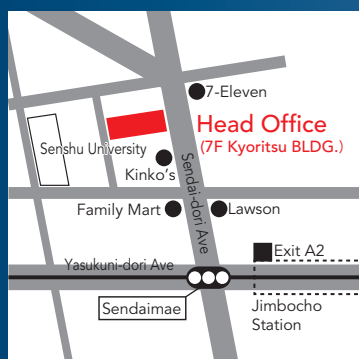 7-Eleven
Head Office
(7F Kyoritsu BLDG.)
Senshu University
Kinko's
Sendai-dori Ave
Family Mart
Lawson
Exit A2
Yasukuni-dori Ave
Sendaimae
Jimbocho
Station